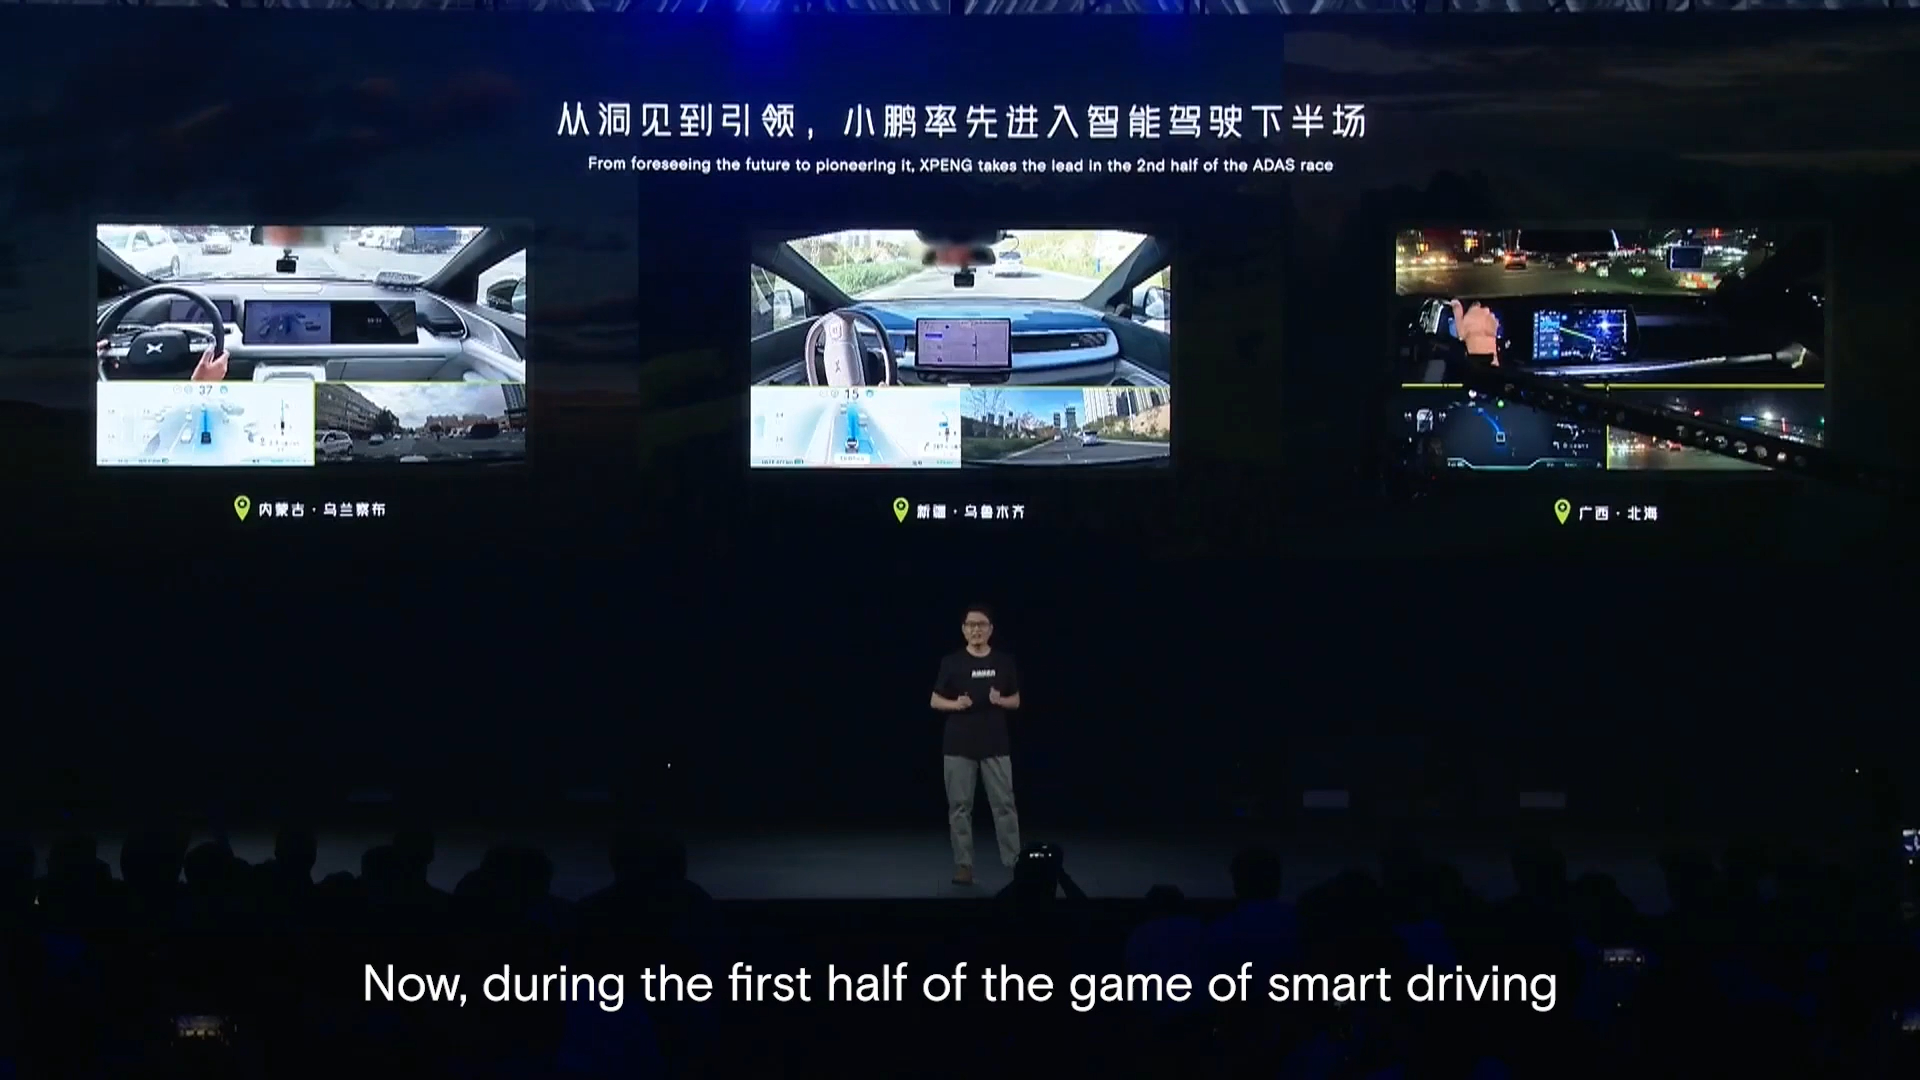 从洞见到引领，小鹏率先进入智能驾驶下半场
From foreseeing the future to pioneering it, XPENG takes the lead in the 2nd half of the ADAS race
37
15
内蒙古·乌兰察布
新疆·乌鲁木齐
广西·北海
Now, during the first half of the game of smart driving